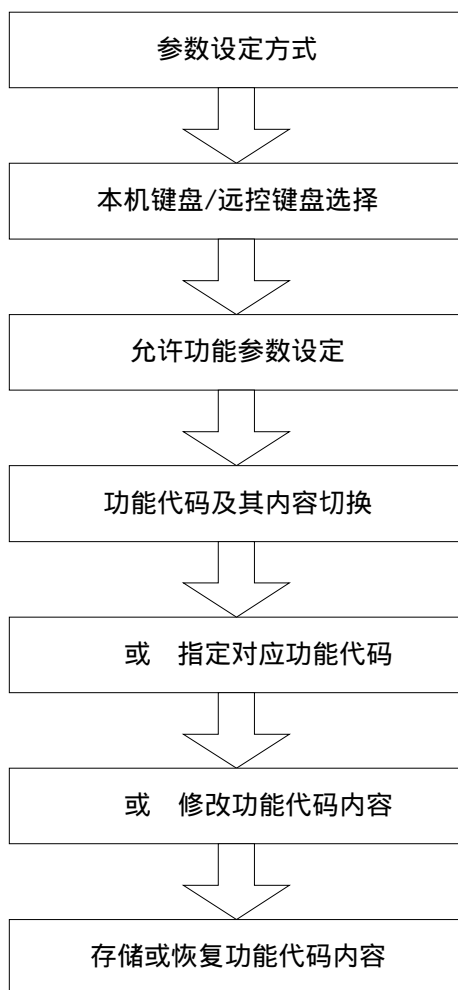 参数设定方式
本机键盘/远控键盘选择
允许功能参数设定
功能代码及其内容切换
或 指定对应功能代码
或 修改功能代码内容
存储或恢复功能代码内容